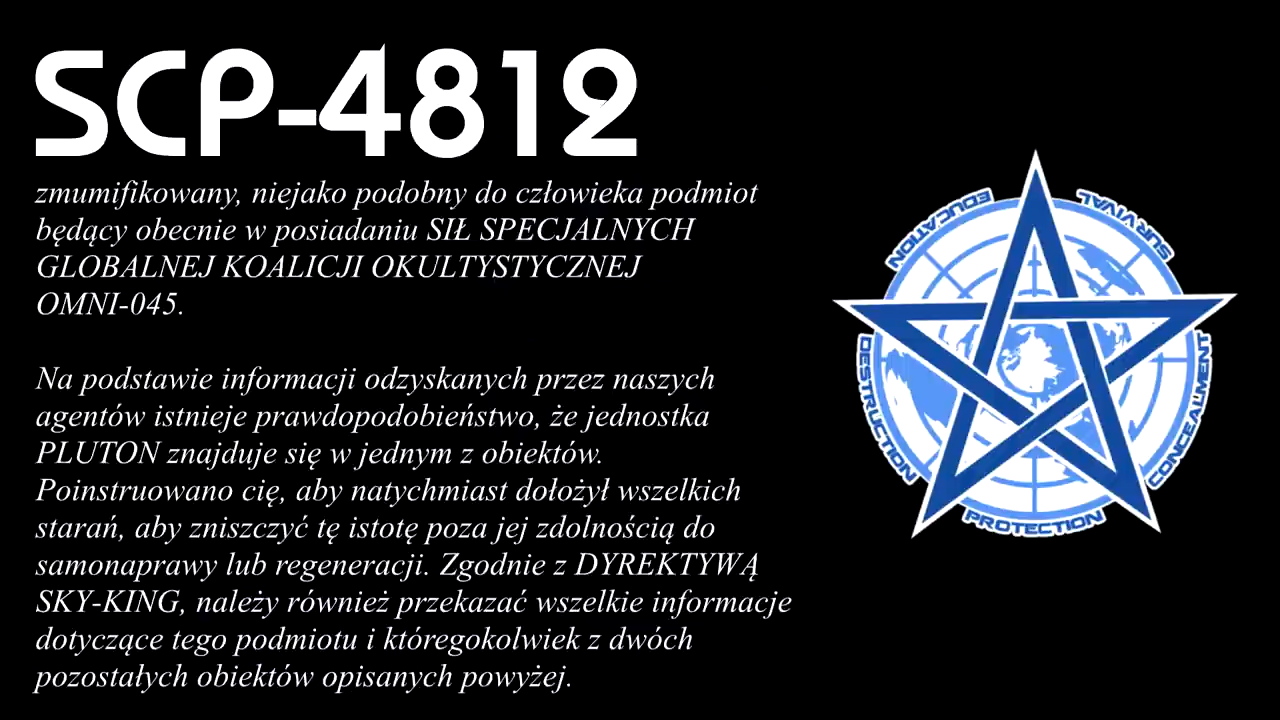 SCP-4812
zmumifikowany, niejako podobny do człowieka podmiot
będący obecnie w posiadaniu SIŁ SPECJALNYCH
GLOBALNEJ KOALICJI OKULTYSTYCZNEJ
OMNI-045.
Na podstawie informacji odzyskanych przez naszych
agentów istnieje prawdopodobieństwo, że jednostka
PLUTON znajduje się w jednym z obiektów.
Poinstruowano cię, aby natychmiast dołożył wszelkich
starań, aby zniszczyć tę istotę poza jej zdolnością do
samonaprawy lub regeneracji. Zgodnie z DYREKTYWĄ
SKY-KING, należy również przekazać wszelkie informacje
dotyczące tego podmiotu i któregokolwiek z dwóch
pozostałych obiektów opisanych powyżej.
EDUCATION
SURVIVAL
DESTRUCTION
CONCEALMENT
PROTECTION